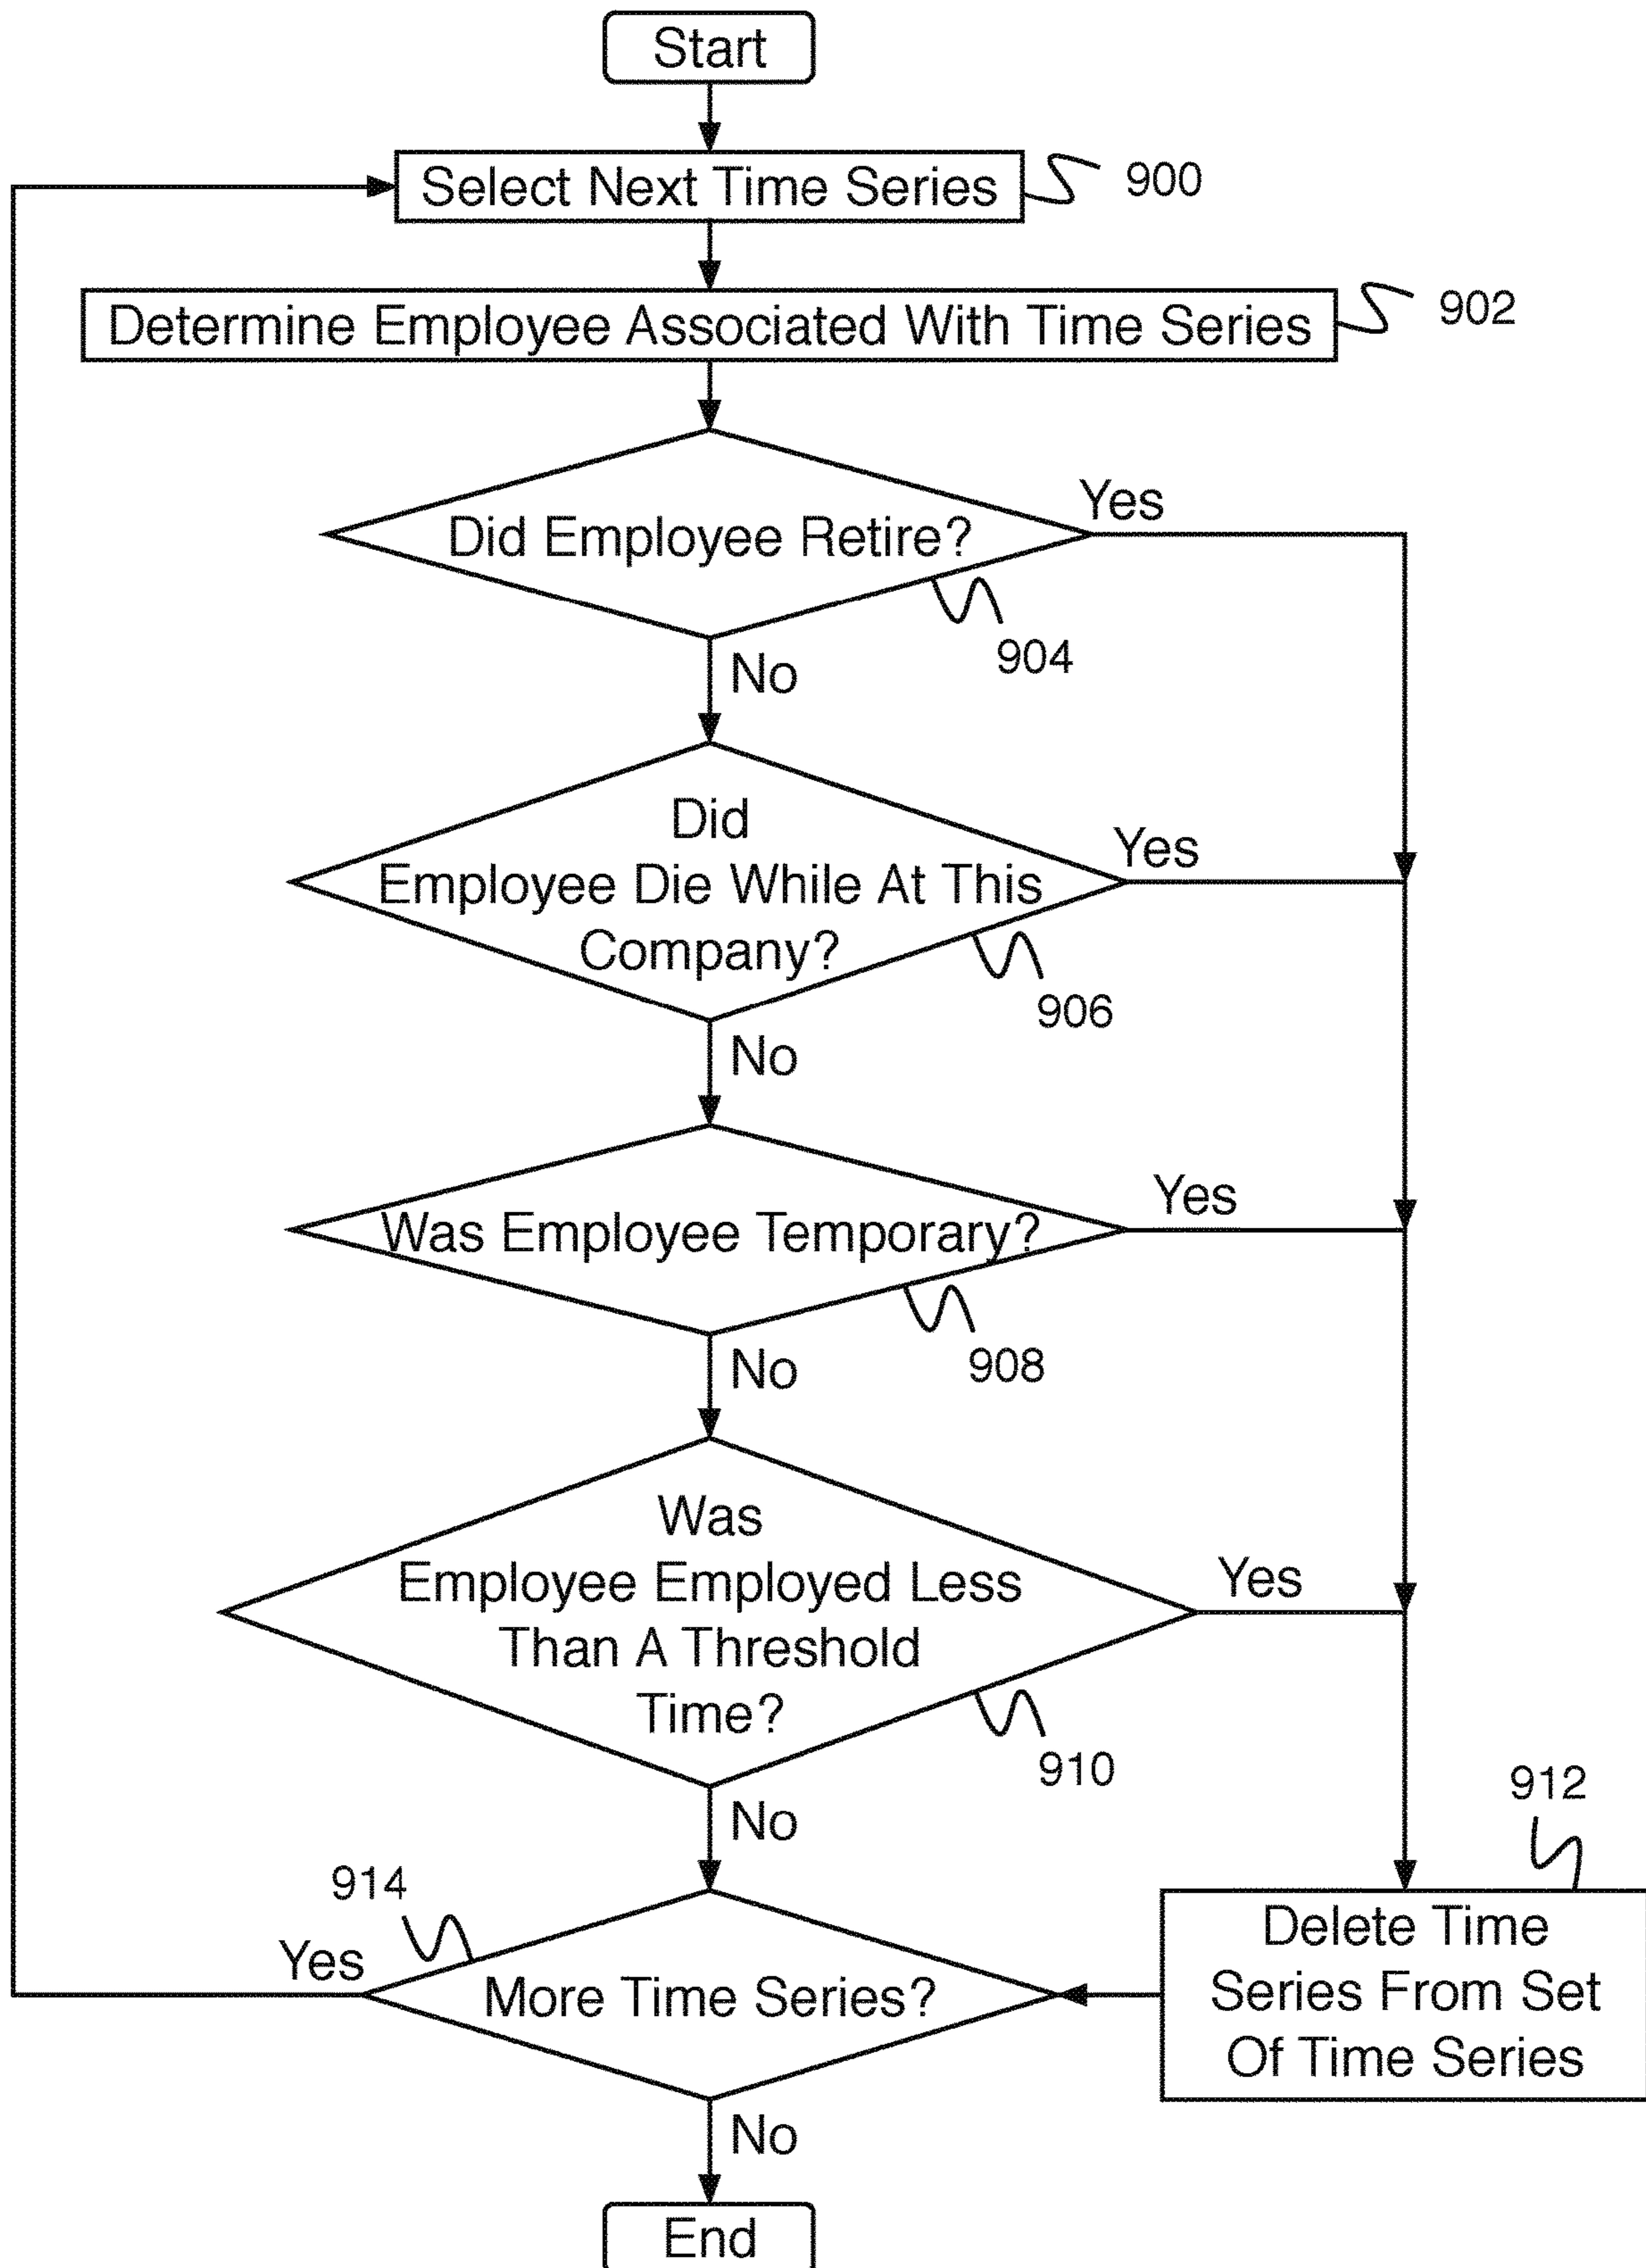 Start
Select Next Time Series
900
Determine Employee Associated With Time Series
902
Did Employee Retire?
Yes
904
No
Did
Employee Die While At This
Company?
Yes
906
No
Was Employee Temporary?
Yes
908
No
Was
Employee Employed Less
Than A Threshold
Time?
Yes
910
No
912
Delete Time
Series From Set
Of Time Series
914
Yes
More Time Series?
No
End